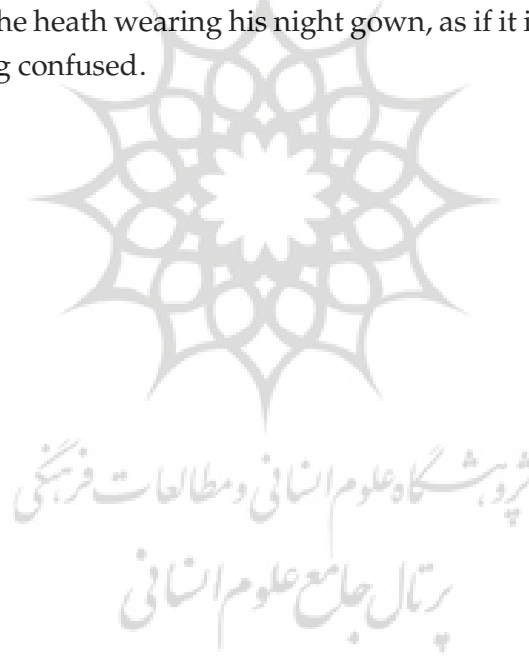 he heath wearing his night gown, as if it i
g confused.
پژوهشگاه علوم انسانی و مطالعات فرهنگی
پرتال جامع علوم انسانی